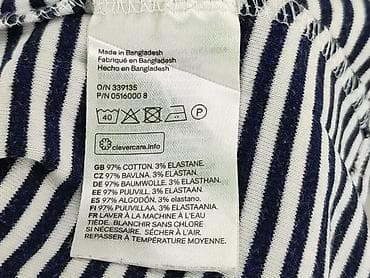 Made in Bangladesh
Fabriqué en Bangladesh
Hecho en Bangladesh
O/N 339135
P/N 0516000 8
40 P
clevercare.info
GB 97% COTTON. 3% ELASTANE.
CZ 97% BAVLNA. 3% ELASTAN.
DE 97% BAUMWOLLE. 3% ELASTHAN.
EE 97% PUUVILL. 3% ELASTAAN
ES 97% ALGODÓN. 3% elastano.
FI 97% PUUVILLAA. 3% ELASTAANIA
FR LAVER À LA MACHINE À L'EAU
TIÈDE. BLANCHIR SANS CHLORE
SI NÉCESSAIRE. SÉCHER À L'AIR.
REPASSER À TEMPÉRATURE MOYENNE.